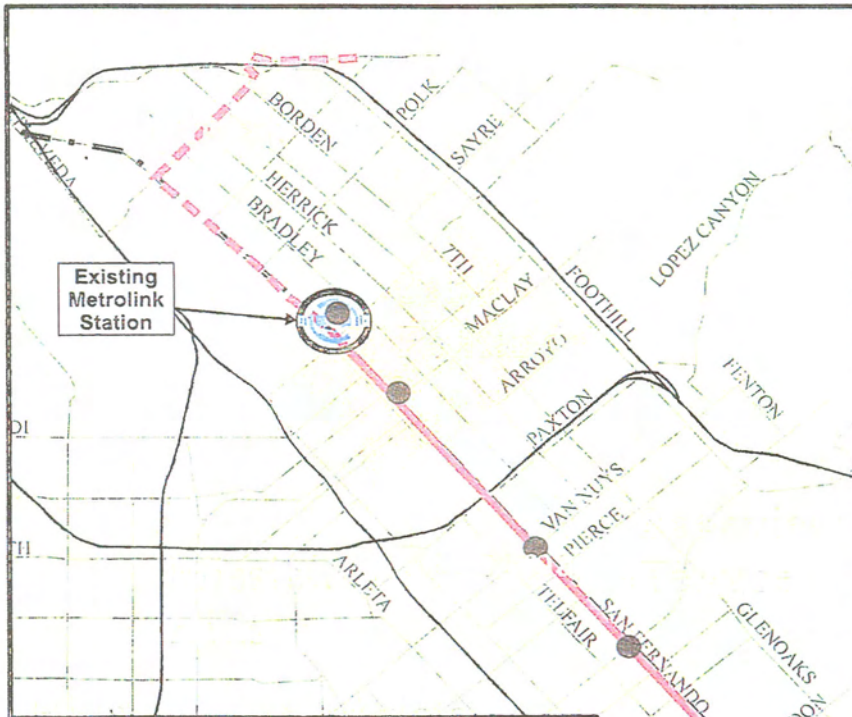 POLK
BORDEN
SAYRE
HERRICK
BRADLEY
LOPEZ CANYON
Existing
Metrolink
Station
MACLAY
FOOTHILL
ARROYO
FENTON
PAXTON
VAN NUYS
PIERCE
ARLETA
TELFAIR
SAN FERNANDO
GLENOAKS